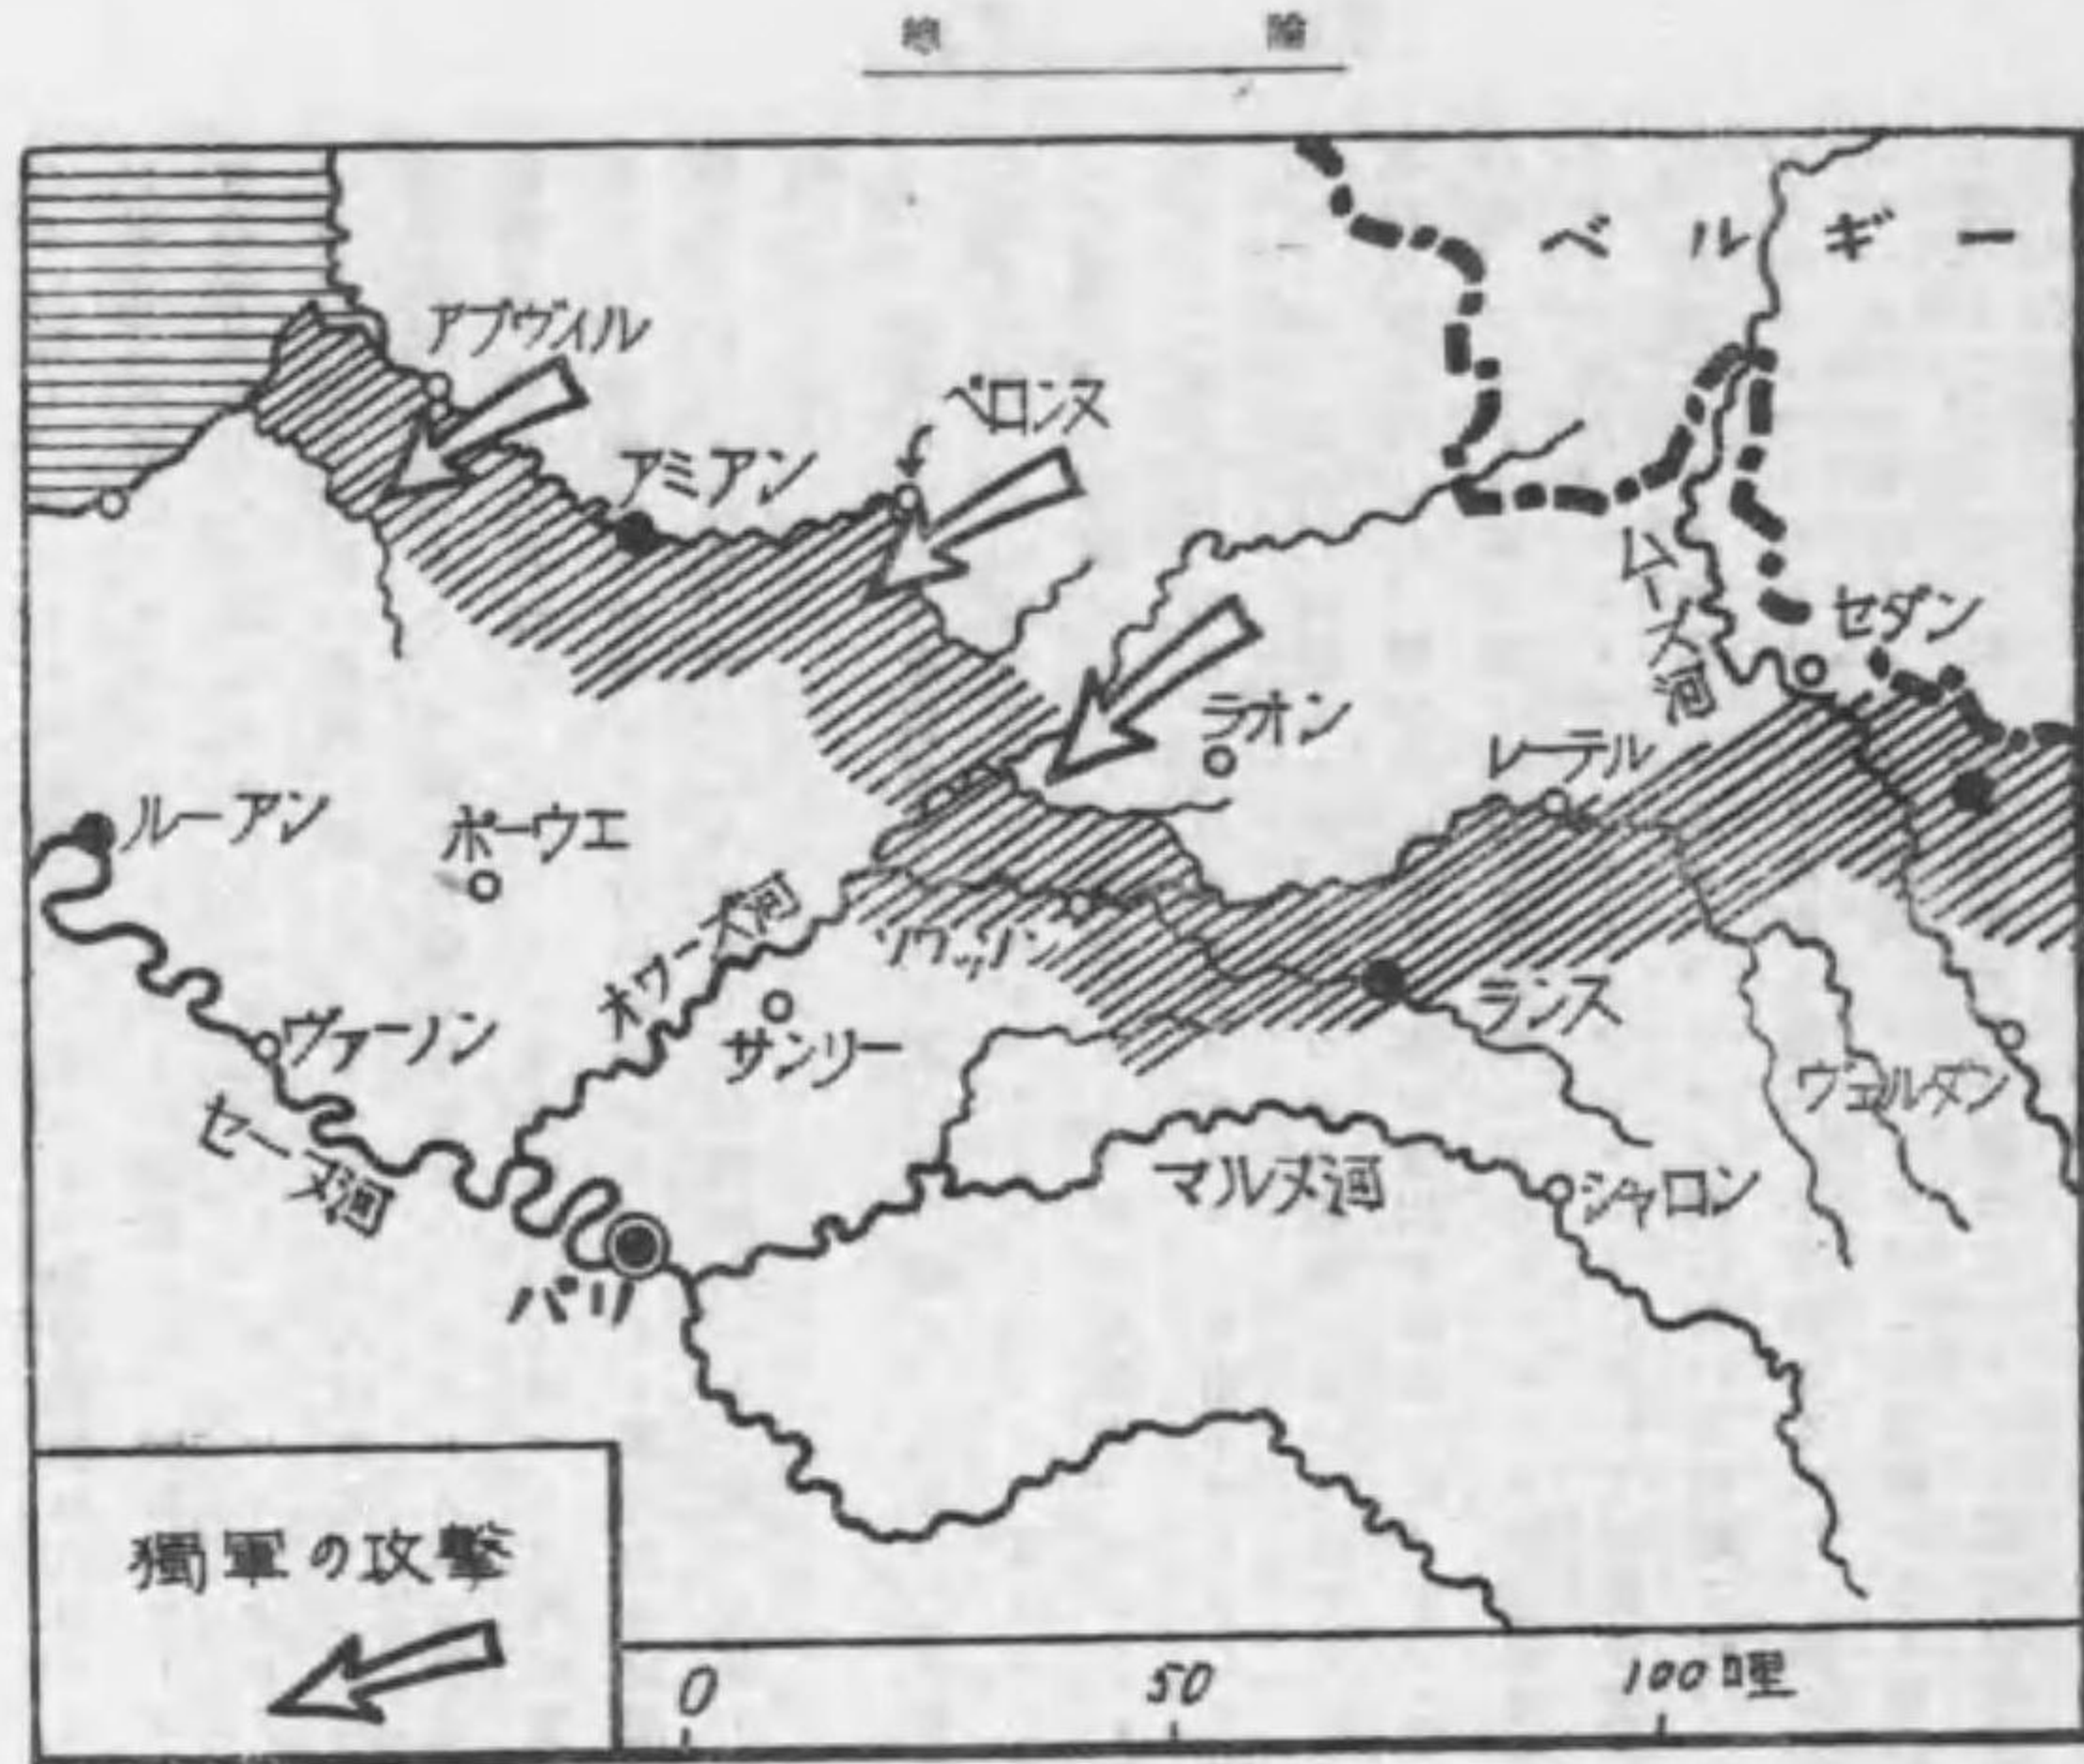 總論
ベルギー
アブヴィル
ペロンヌ
アミアン
ムーズ河
セダン
ラオン
レーテル
ルーアン
ポーウエ
オワーズ河
ソワッソン
ランス
ヴァーノン
サンリー
ヴェルダン
セーヌ河
マルヌ河
シャロン
パリ
獨軍の攻擊
0 50 100哩